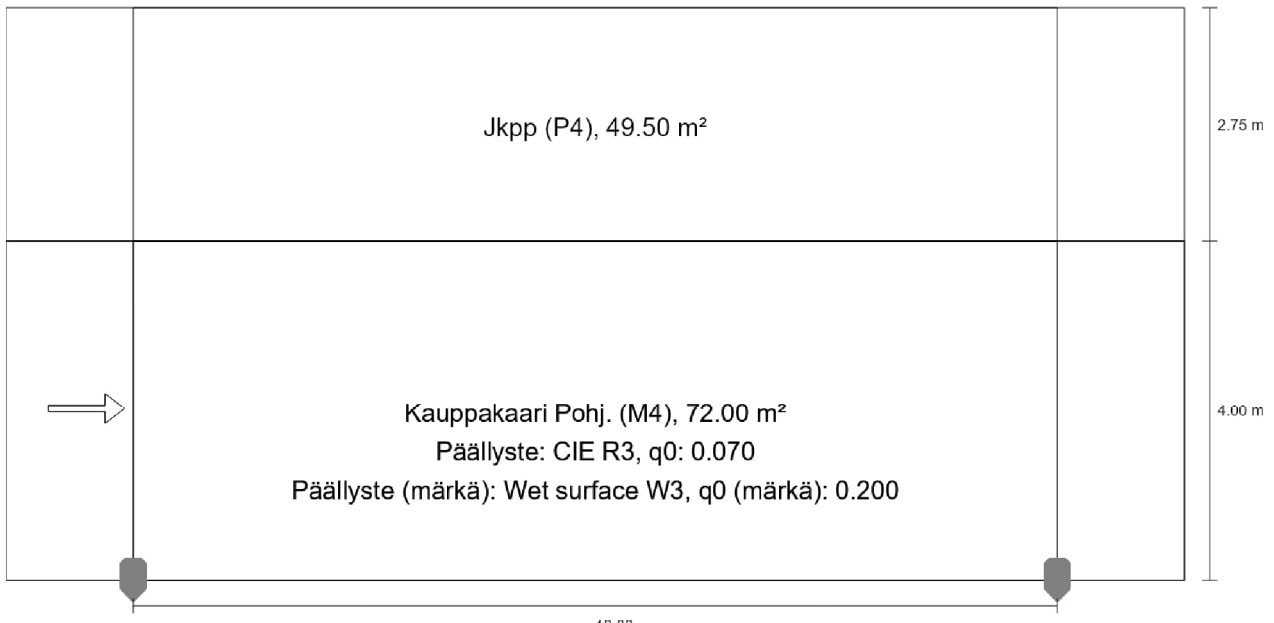 Jkpp (P4), 49.50 m²
2.75 m
Kauppakaari Pohj. (M4), 72.00 m²
Päällyste: CIE R3, q0: 0.070
Päällyste (märkä): Wet surface W3, q0 (märkä): 0.200
4.00 m